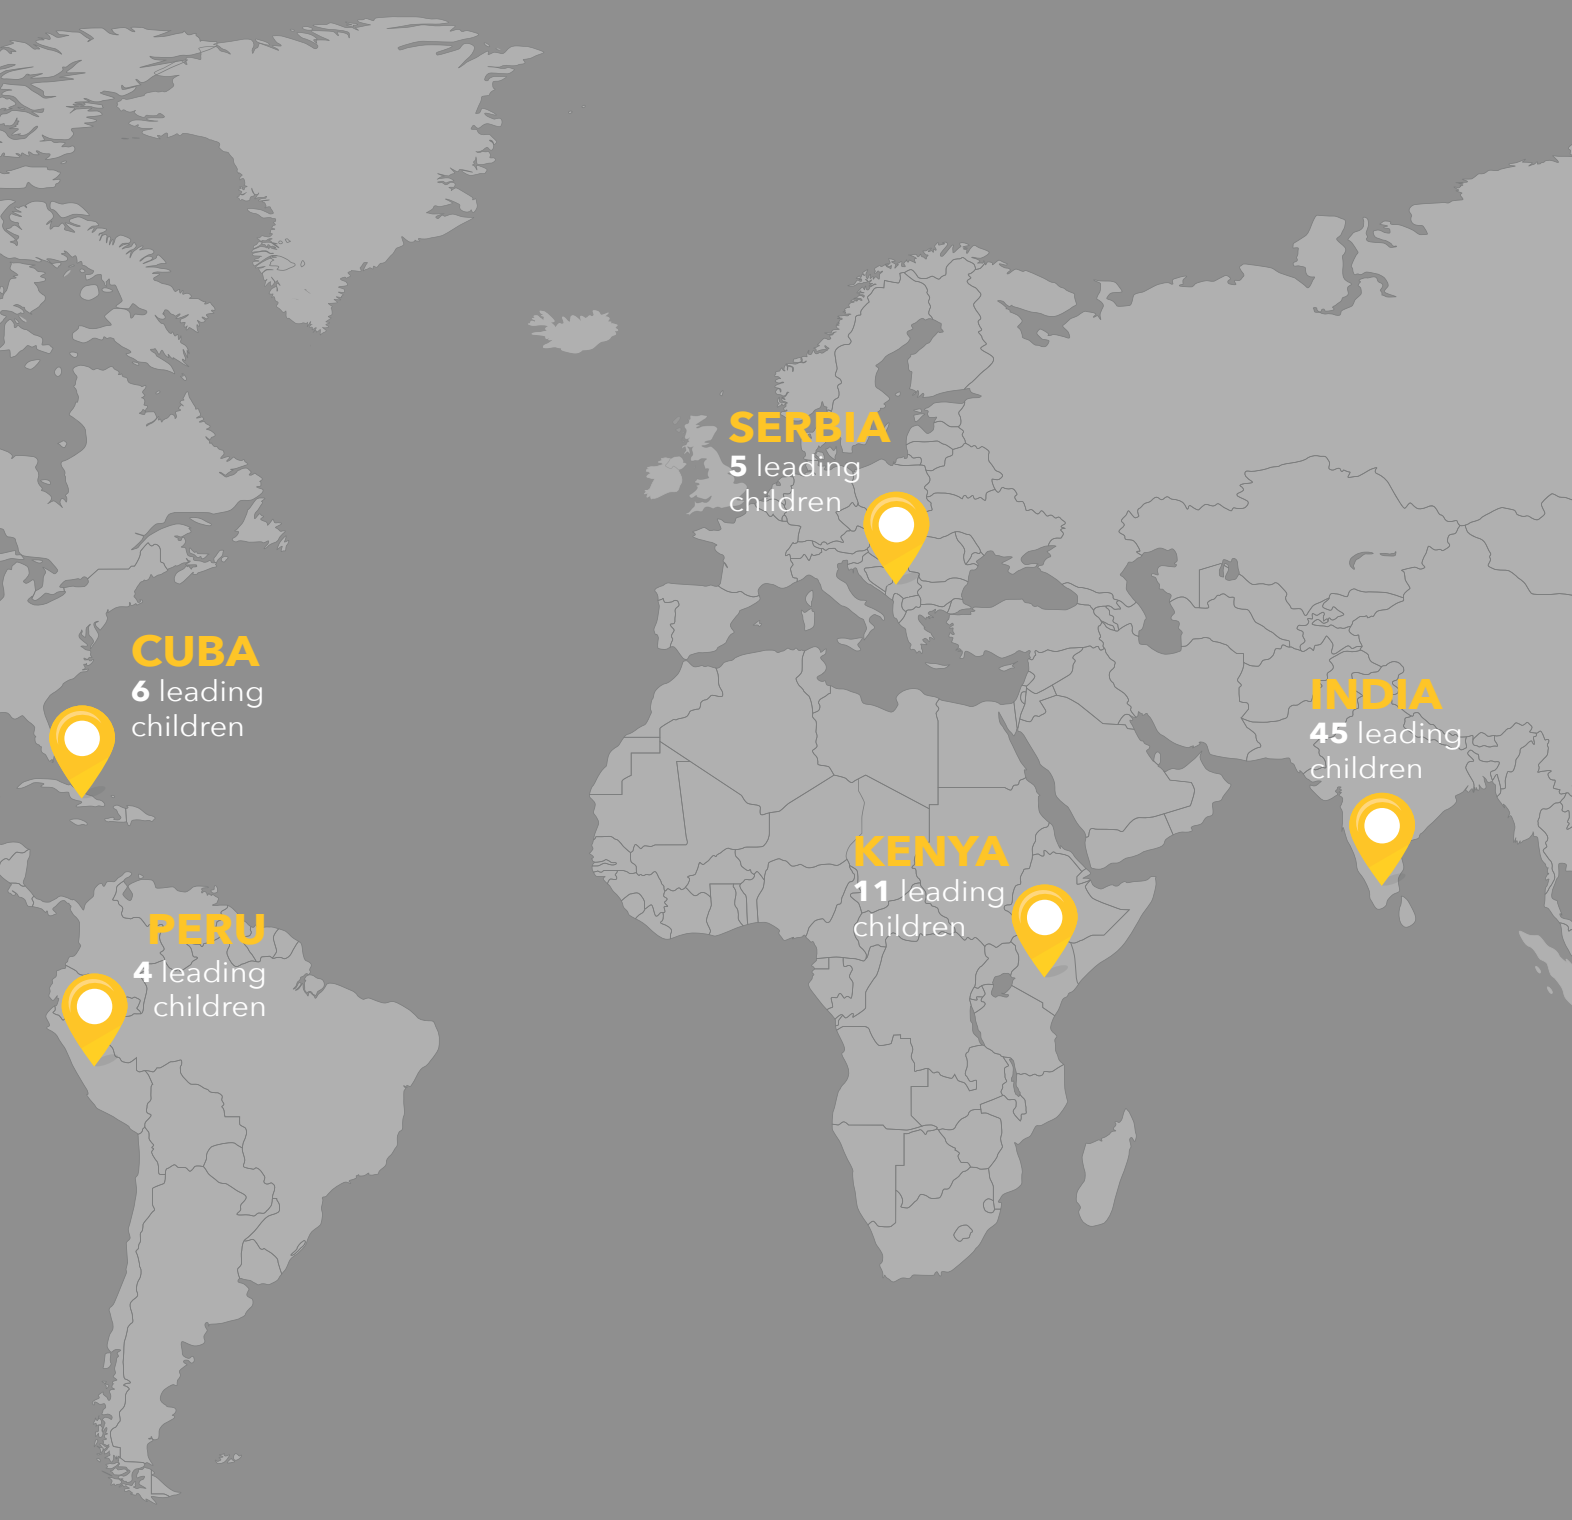 SERBIA
5 leading
children
CUBA
6 leading
children
INDIA
45 leading
children
KENYA
11 leading
children
PERU
4 leading
children